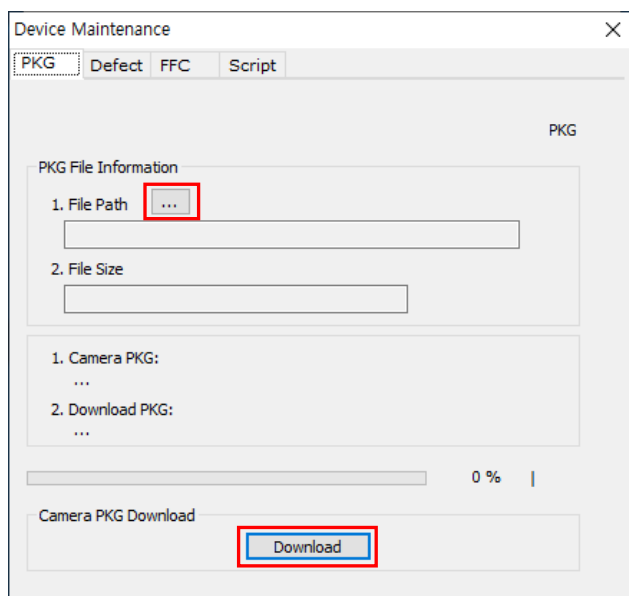 Device Maintenance
PKG Defect FFC Script
PKG
PKG File Information
1. File Path ...
2. File Size
1. Camera PKG:
...
2. Download PKG:
...
0 % |
Camera PKG Download
Download